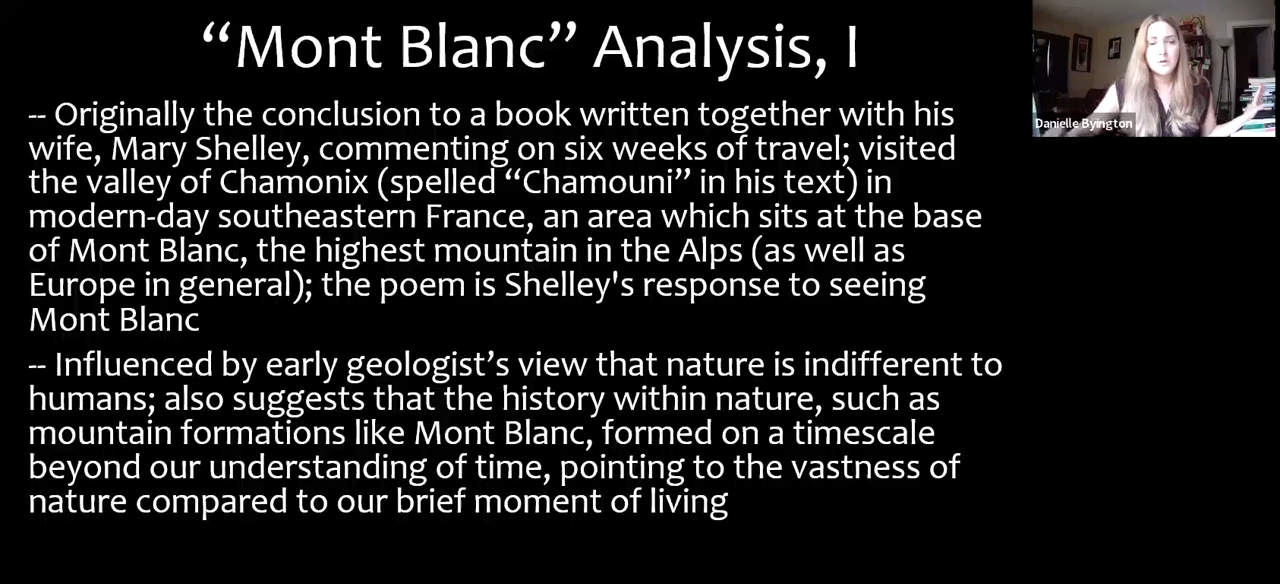 “Mont Blanc” Analysis, I
Danielle Byington
-- Originally the conclusion to a book written together with his
wife, Mary Shelley, commenting on six weeks of travel; visited
the valley of Chamonix (spelled “Chamouni” in his text) in
modern-day southeastern France, an area which sits at the base
of Mont Blanc, the highest mountain in the Alps (as well as
Europe in general); the poem is Shelley's response to seeing
Mont Blanc
-- Influenced by early geologist’s view that nature is indifferent to
humans; also suggests that the history within nature, such as
mountain formations like Mont Blanc, formed on a timescale
beyond our understanding of time, pointing to the vastness of
nature compared to our brief moment of living